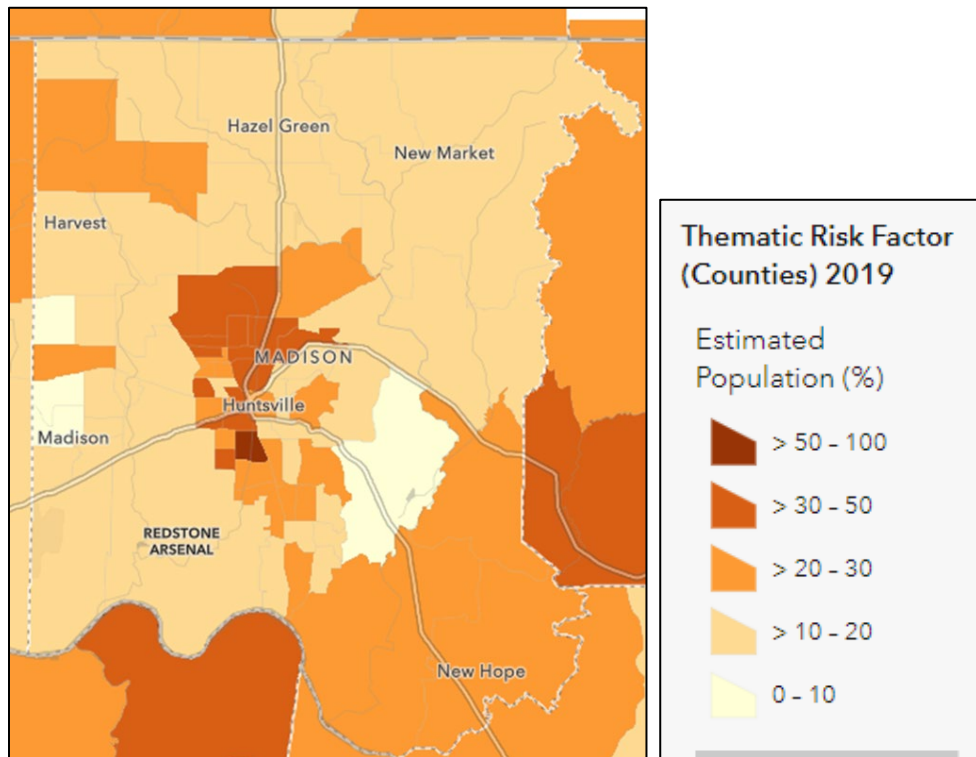 Hazel Green
New Market
Harvest
MADISON
Huntsville
Madison
REDSTONE
ARSENAL
New Hope
Thematic Risk Factor
(Counties) 2019
Estimated
Population (%)
> 50 - 100
> 30 - 50
> 20 - 30
> 10 - 20
0 - 10